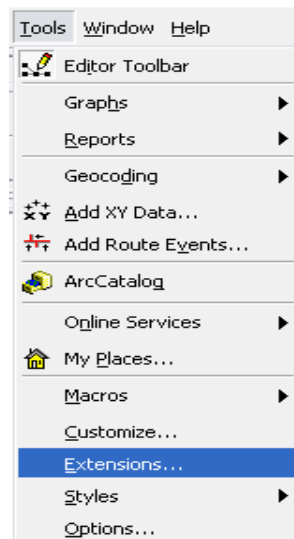 Tools Window Help
Editor Toolbar
Graphs
Reports
Geocoding
Add XY Data...
Add Route Events...
ArcCatalog
Online Services
My Places...
Macros
Customize...
Extensions...
Styles
Options...